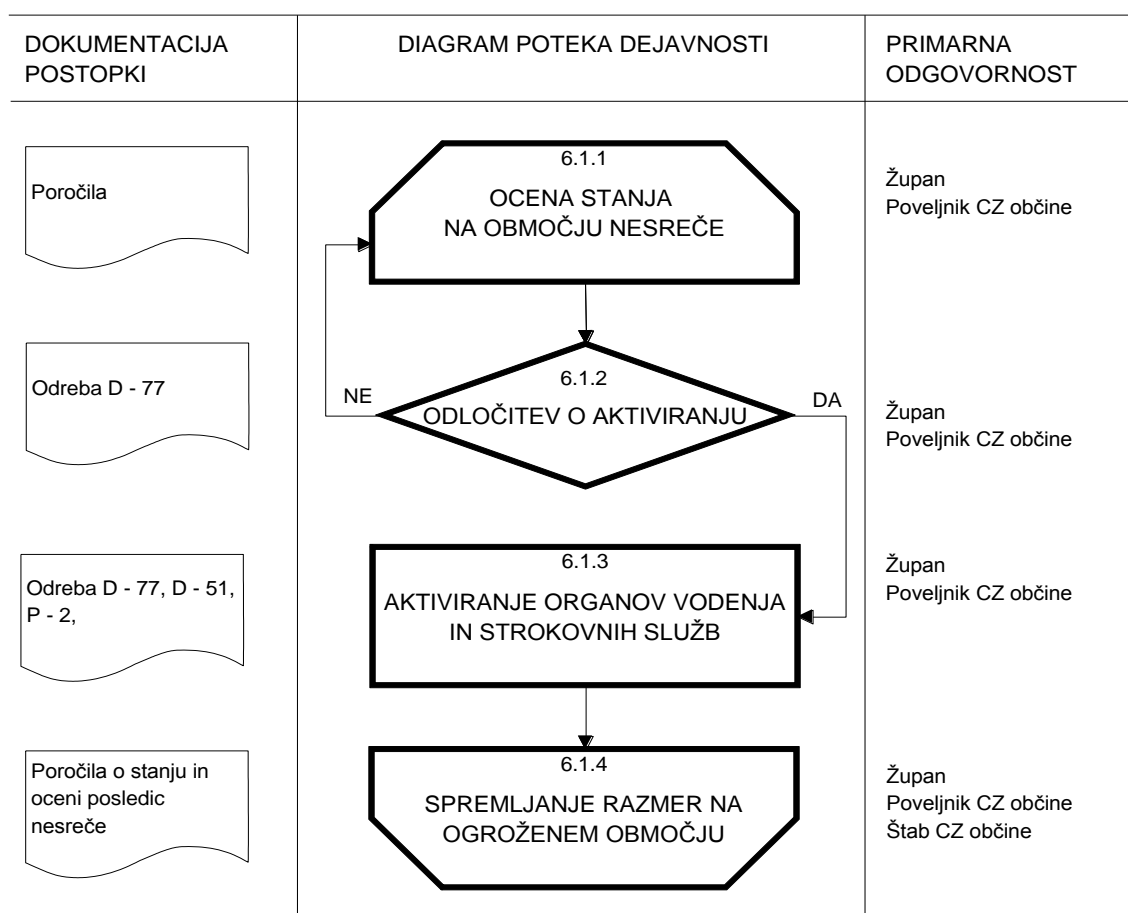 DOKUMENTACIJA
POSTOPKI
DIAGRAM POTEKA DEJAVNOSTI
PRIMARNA
ODGOVORNOST
Poročila
6.1.1
OCENA STANJA
NA OBMOČJU NESREČE
Župan
Poveljnik CZ občine
Odreba D - 77
NE
6.1.2
ODLOČITEV O AKTIVIRANJU
DA
Župan
Poveljnik CZ občine
Odreba D - 77, D - 51,
P - 2,
6.1.3
AKTIVIRANJE ORGANOV VODENJA
IN STROKOVNIH SLUŽB
Župan
Poveljnik CZ občine
Poročila o stanju in
oceni posledic
nesreče
6.1.4
SPREMLJANJE RAZMER NA
OGROŽENEM OBMOČJU
Župan
Poveljnik CZ občine
Štab CZ občine